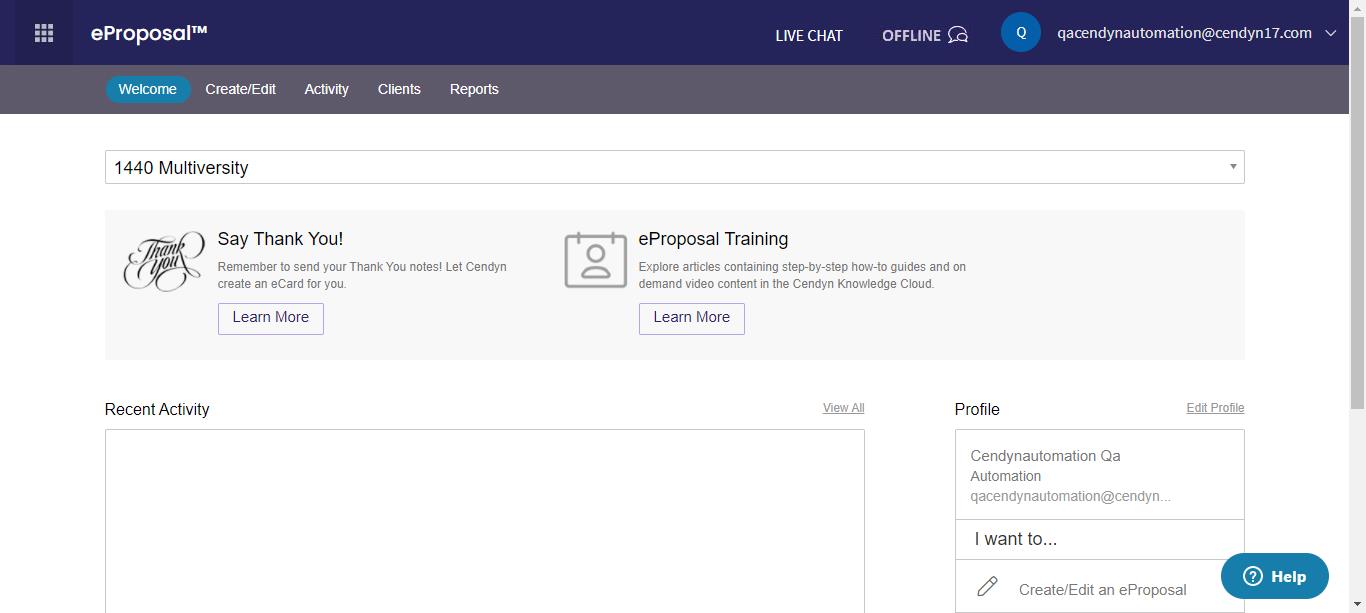 eProposal™
LIVE CHAT
OFFLINE
Q
qacendynautomation@cendyn17.com
Welcome
Create/Edit
Activity
Clients
Reports
1440 Multiversity
Thank You
Say Thank You!
Remember to send your Thank You notes! Let Cendyn
create an eCard for you.
Learn More
eProposal Training
Explore articles containing step-by-step how-to guides and on
demand video content in the Cendyn Knowledge Cloud.
Learn More
Recent Activity
View All
Profile
Edit Profile
Cendynautomation Qa
Automation
qacendynautomation@cendyn...
I want to...
Create/Edit an eProposal
? Help